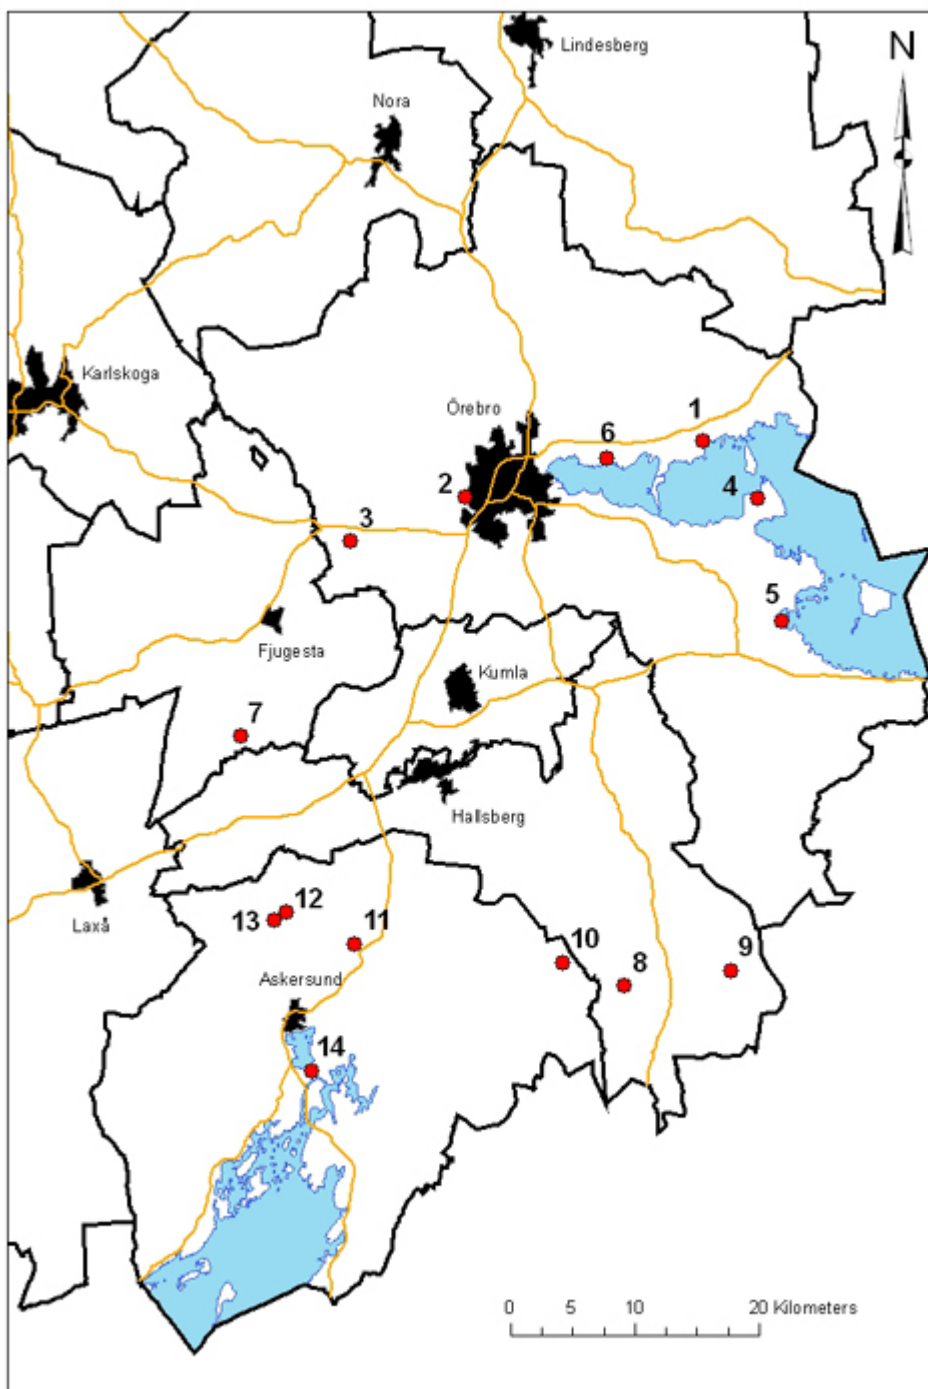 Lindesberg
N
Nora
Karlskoga
Örebro
1
6
2
4
3
5
Fjugesta
Kumla
7
Hallsberg
Laxå
12
13
11
10
9
8
Askersund
14
0 5 10 20 Kilometers